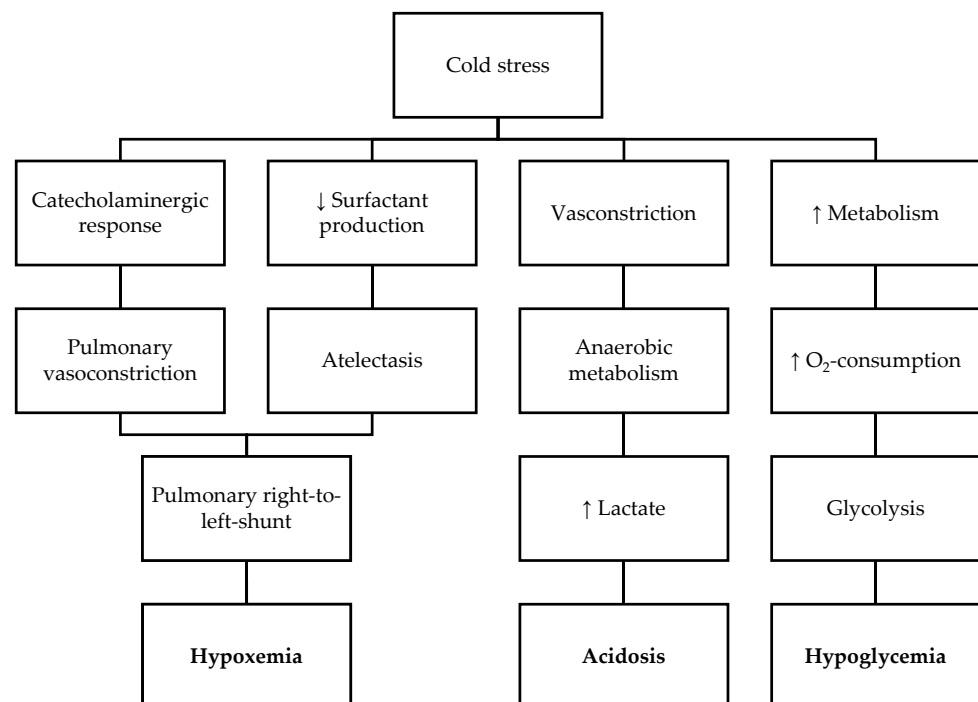 Cold stress
Catecholaminergic
response
↓ Surfactant
production
Vasconstriction
↑ Metabolism
Pulmonary
vasoconstriction
Atelectasis
Anaerobic
metabolism
↑ O₂-consumption
Pulmonary right-to-
left-shunt
↑ Lactate
Glycolysis
Hypoxemia
Acidosis
Hypoglycemia